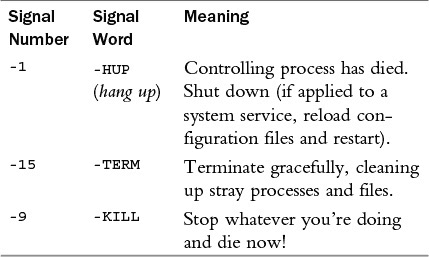 Signal Number Signal Word Meaning
-1 -HUP Controlling process has died.
(hang up) Shut down (if applied to a
system service, reload con-
figuration files and restart).
-15 -TERM Terminate gracefully, cleaning
up stray processes and files.
-9 -KILL Stop whatever you’re doing
and die now!